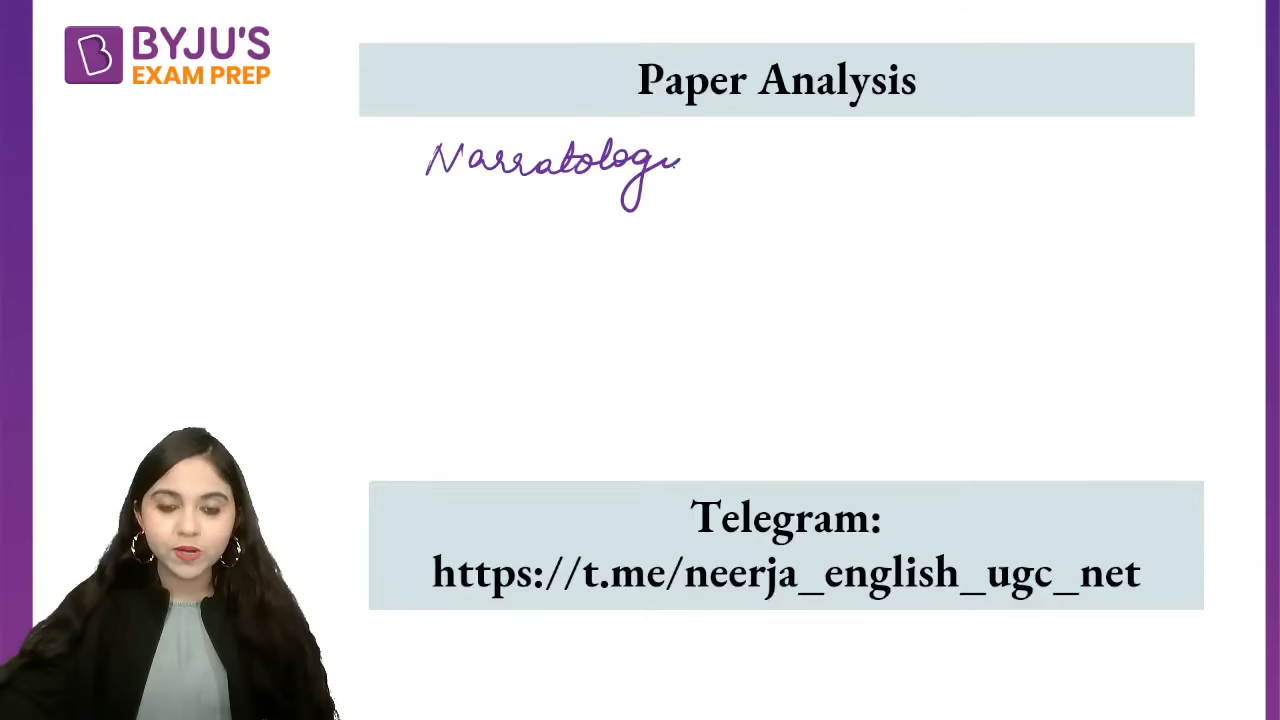 BYJU'S
EXAM PREP
Paper Analysis
Narratology
Telegram:
https://t.me/neerja_english_ugc_net